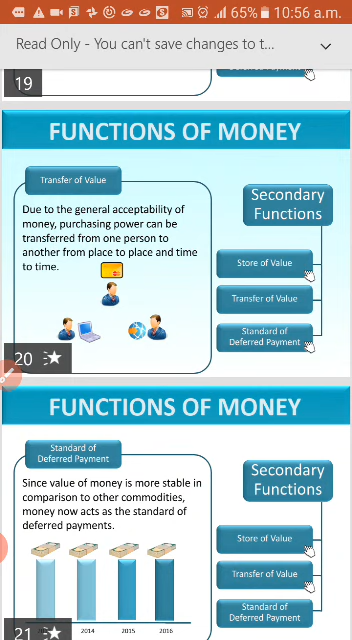 65% 10:56 a.m.
Read Only - You can't save changes to t...
19
FUNCTIONS OF MONEY
Transfer of Value
Due to the general acceptability of
money, purchasing power can be
transferred from one person to
another from place to place and time
to time.
Secondary
Functions
Store of Value
Transfer of Value
Standard of
Deferred Payment
20
FUNCTIONS OF MONEY
Standard of
Deferred Payment
Since value of money is more stable in
comparison to other commodities,
money now acts as the standard of
deferred payments.
Secondary
Functions
Store of Value
Transfer of Value
Standard of
Deferred Payment
2014
2015
2016
21